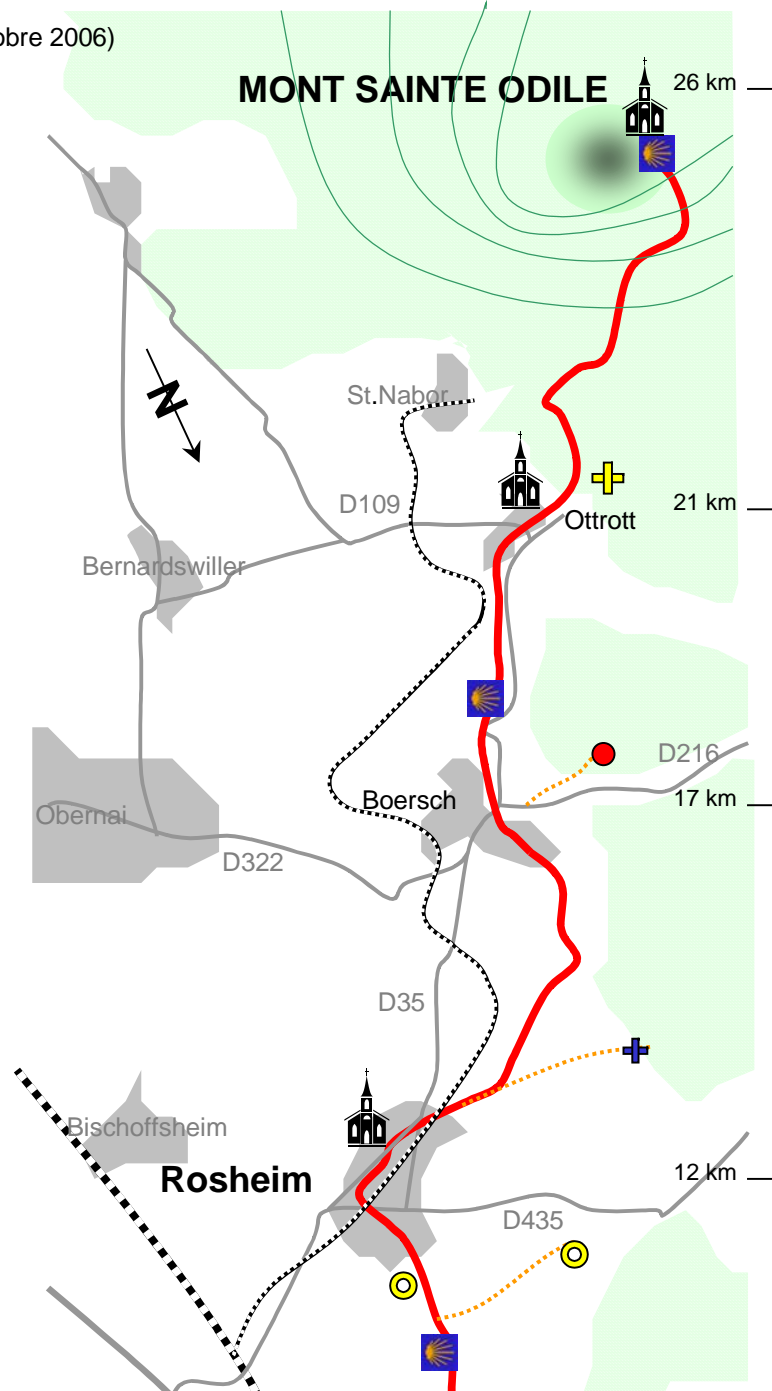 obre 2006)
MONT SAINTE ODILE
26 km
N
St.Nabor
D109
21 km
Ottrott
Bernardswiller
D216
17 km
Boersch
Obernai
D322
D35
Bischoffsheim
Rosheim
12 km
D435